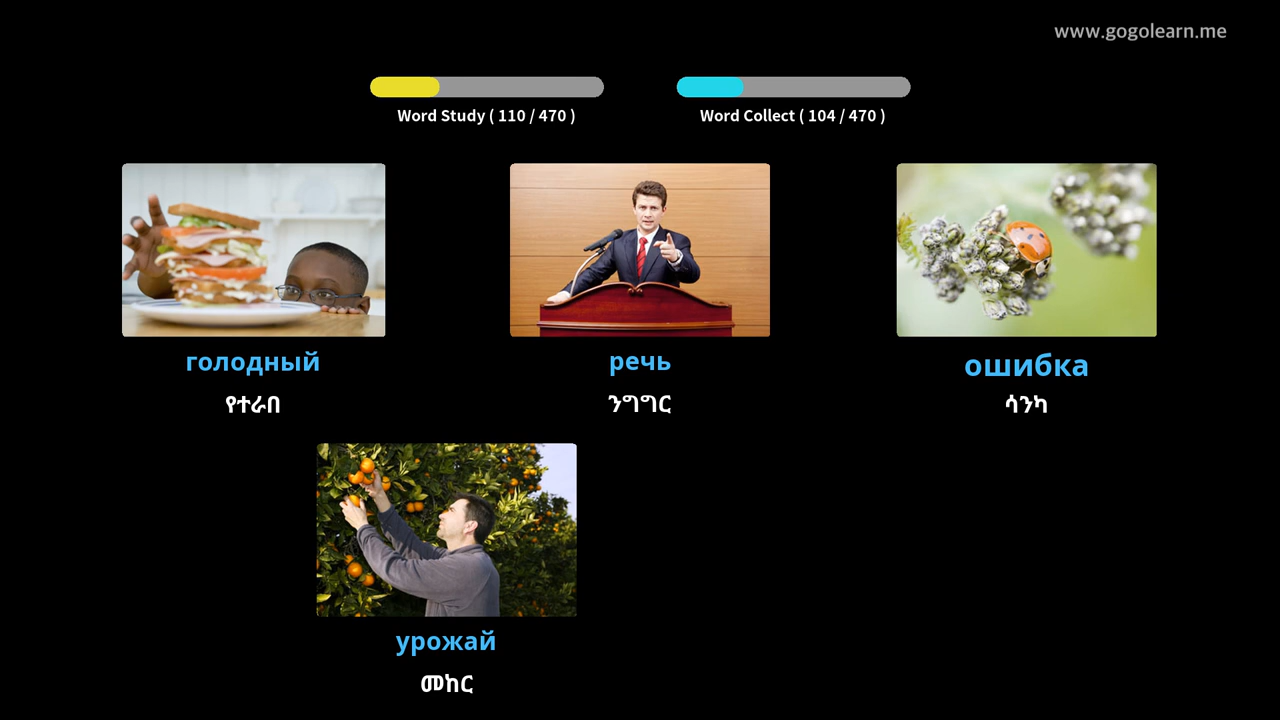 www.gogolearn.me
Word Study ( 110 / 470 )
Word Collect ( 104 / 470 )
голодный
የተራበ
речь
ንግግር
ошибка
ሳንካ
урожай
መከር